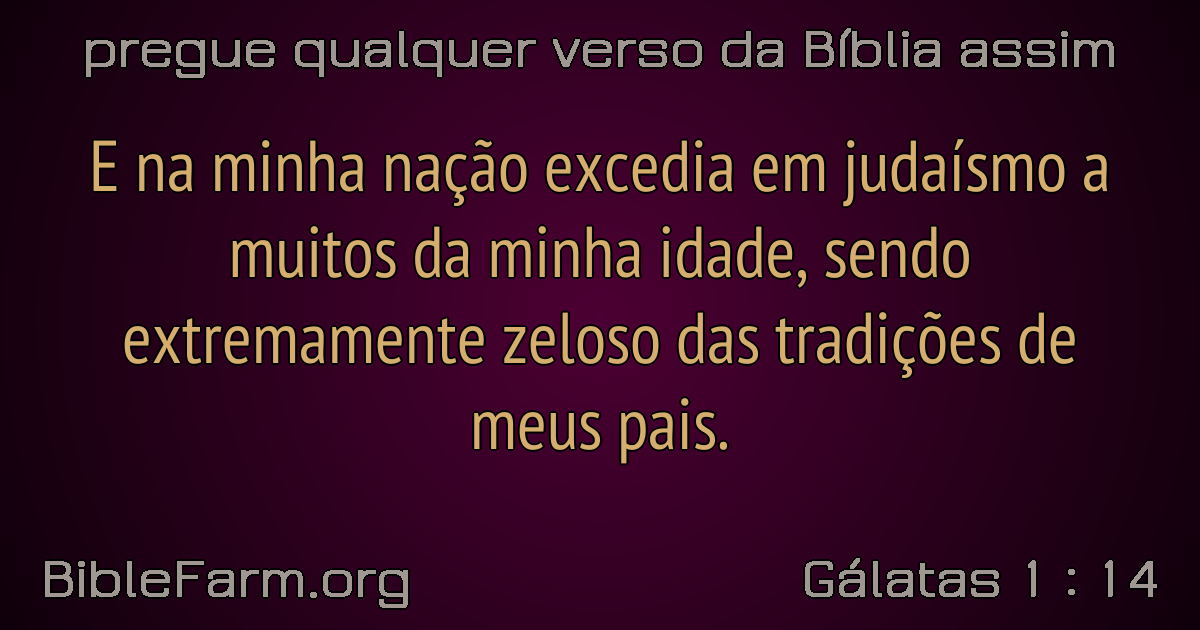 pregue qualquer verso da Bíblia assim
E na minha nação excedia em judaísmo a
muitos da minha idade, sendo
extremamente zeloso das tradições de
meus pais.
BibleFarm.org
Gálatas 1 : 14